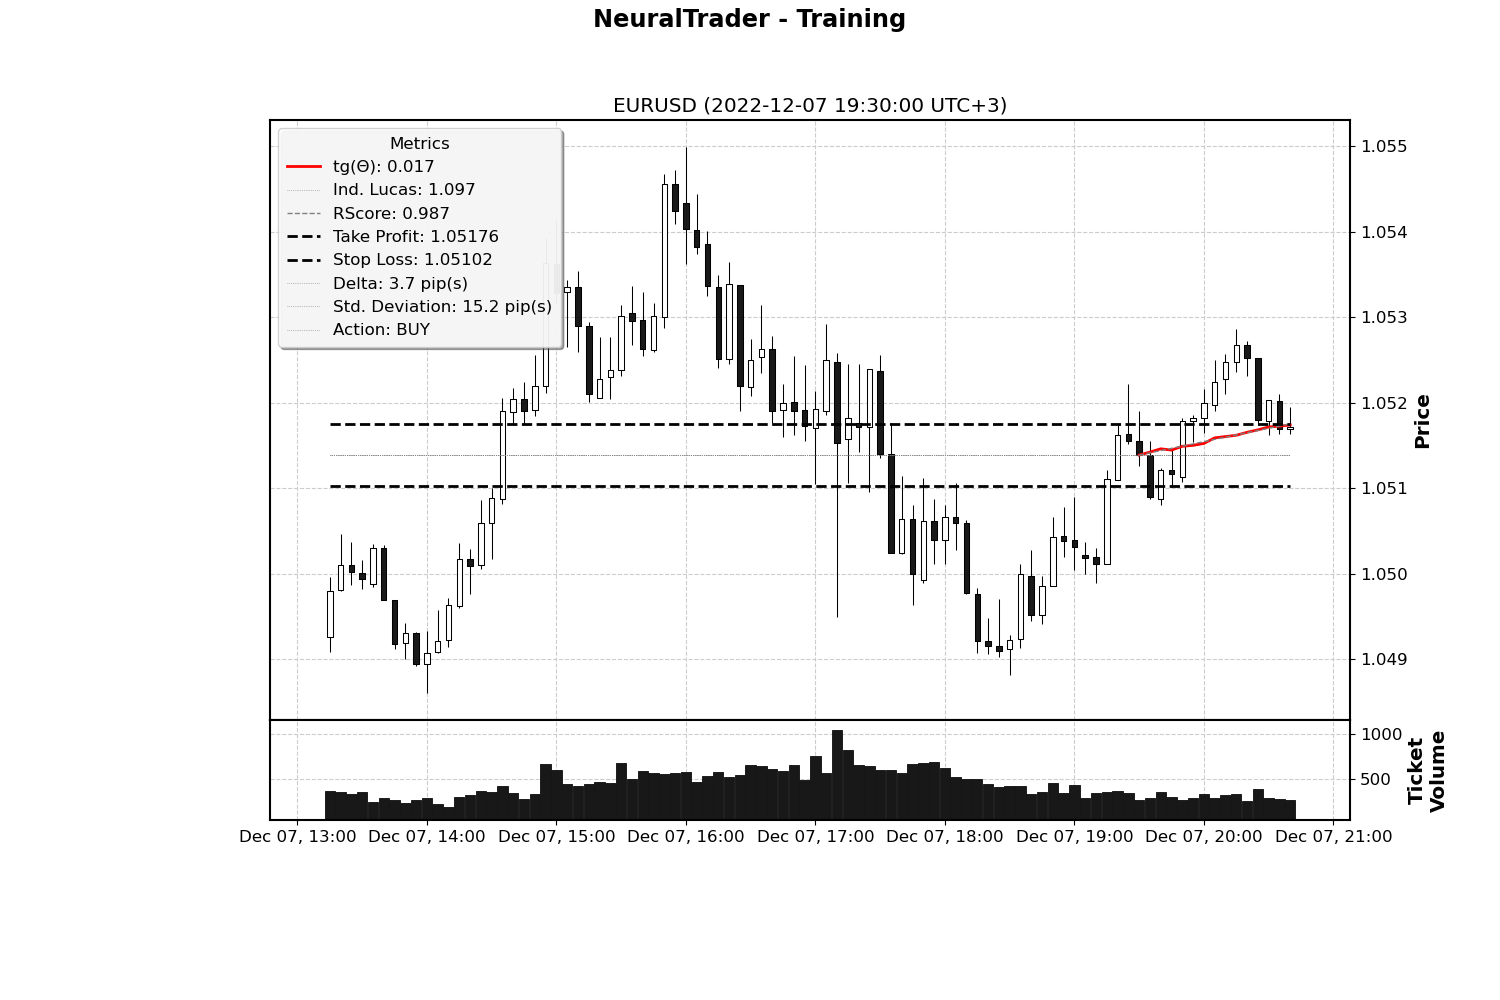 NeuralTrader - Training
EURUSD (2022-12-07 19:30:00 UTC+3)
Metrics
tg(Θ): 0.017
Ind. Lucas: 1.097
RScore: 0.987
Take Profit: 1.05176
Stop Loss: 1.05102
Delta: 3.7 pip(s)
Std. Deviation: 15.2 pip(s)
Action: BUY
1.055
1.054
1.053
1.052
1.051
1.050
1.049
Price
1000
500
Ticket
Volume
Dec 07, 13:00 Dec 07, 14:00 Dec 07, 15:00 Dec 07, 16:00 Dec 07, 17:00 Dec 07, 18:00 Dec 07, 19:00 Dec 07, 20:00 Dec 07, 21:00